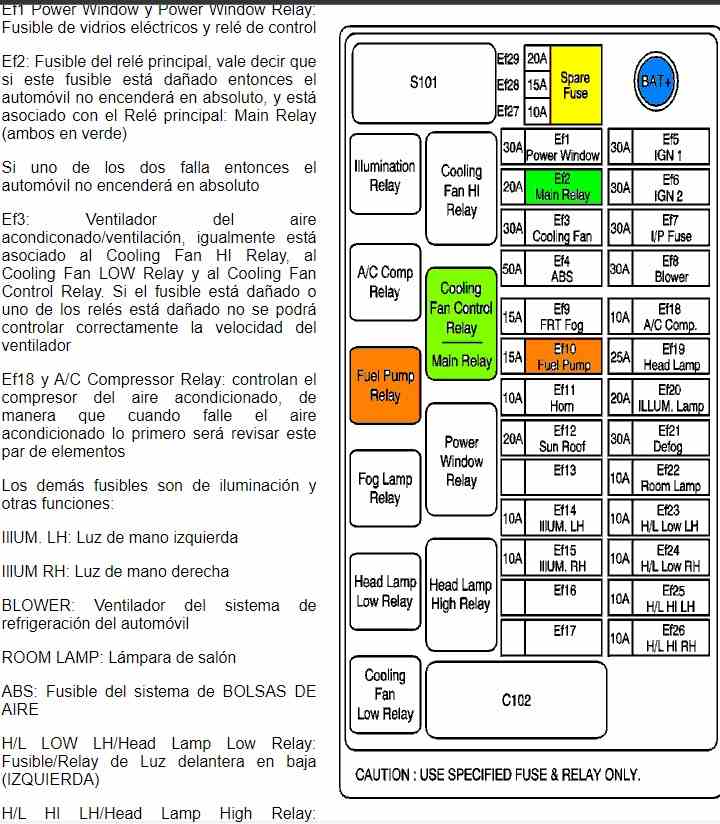 Ef1 Power Window y Power Window Relay:
Fusible de vidrios eléctricos y relé de control
Ef2: Fusible del relé principal, vale decir que
si este fusible está dañado entonces el
automóvil no encenderá en absoluto, y está
asociado con el Relé principal: Main Relay
(ambos en verde)
Si uno de los dos falla entonces el
automóvil no encenderá en absoluto
Ef3: Ventilador del aire
acondiconado/ventilación, igualmente está
asociado al Cooling Fan HI Relay, al
Cooling Fan LOW Relay y al Cooling Fan
Control Relay. Si el fusible está dañado o
uno de los relés está dañado no se podrá
controlar correctamente la velocidad del
ventilador
Ef18 y A/C Compressor Relay: controlan el
compresor del aire acondicionado, de
manera que cuando falle el aire
acondicionado lo primero será revisar este
par de elementos
Los demás fusibles son de iluminación y
otras funciones:
IIIUM. LH: Luz de mano izquierda
IIIUM RH: Luz de mano derecha
BLOWER: Ventilador del sistema de
refrigeración del automóvil
ROOM LAMP: Lámpara de salón
ABS: Fusible del sistema de BOLSAS DE
AIRE
H/L LOW LH/Head Lamp Low Relay:
Fusible/Relay de Luz delantera en baja
(IZQUIERDA)
H/L HI LH/Head Lamp High Relay:
S101
Ef29 20A
Ef28 15A
Ef27 10A
Spare
Fuse
BAT+
Illumination
Relay
A/C Comp
Relay
Fuel Pump
Relay
Fog Lamp
Relay
Head Lamp
Low Relay
Cooling
Fan
Low Relay
Cooling
Fan HI
Relay
Cooling
Fan Control
Relay
Main Relay
Power
Window
Relay
Head Lamp
High Relay
C102
30A Ef1
Power Window
20A Ef2
Main Relay
30A Ef3
Cooling Fan
50A Ef4
ABS
15A Ef9
FRT Fog
15A Ef10
Fuel Pump
10A Ef11
Horn
20A Ef12
Sun Roof
Ef13
10A Ef14
IIIUM. LH
10A Ef15
IIIUM. RH
Ef16
Ef17
30A Ef5
IGN 1
30A Ef6
IGN 2
30A Ef7
I/P Fuse
30A Ef8
Blower
10A Ef18
A/C Comp.
25A Ef19
Head Lamp
20A Ef20
ILLUM. Lamp
30A Ef21
Defog
10A Ef22
Room Lamp
10A Ef23
H/L Low LH
10A Ef24
H/L Low RH
10A Ef25
H/L HI LH
10A Ef26
H/L HI RH
CAUTION : USE SPECIFIED FUSE & RELAY ONLY.